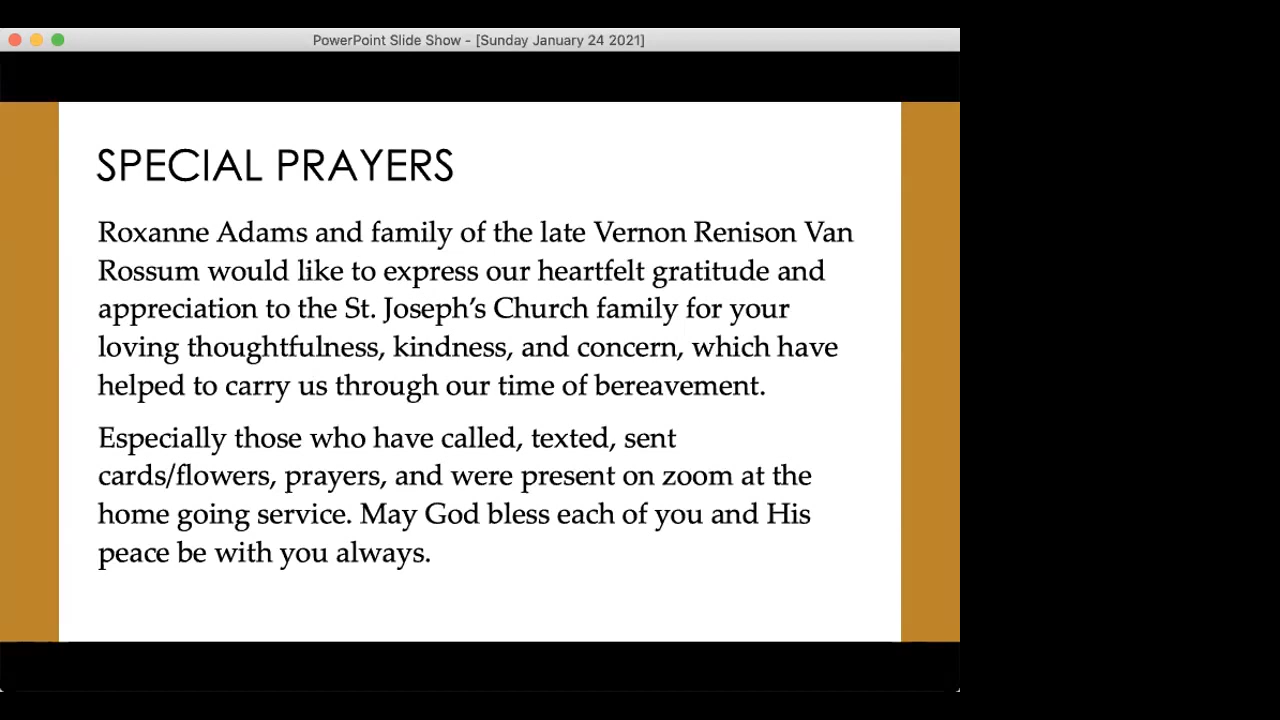 PowerPoint Slide Show - [Sunday January 24 2021]
SPECIAL PRAYERS
Roxanne Adams and family of the late Vernon Renison Van
Rossum would like to express our heartfelt gratitude and
appreciation to the St. Joseph’s Church family for your
loving thoughtfulness, kindness, and concern, which have
helped to carry us through our time of bereavement.
Especially those who have called, texted, sent
cards/flowers, prayers, and were present on zoom at the
home going service. May God bless each of you and His
peace be with you always.